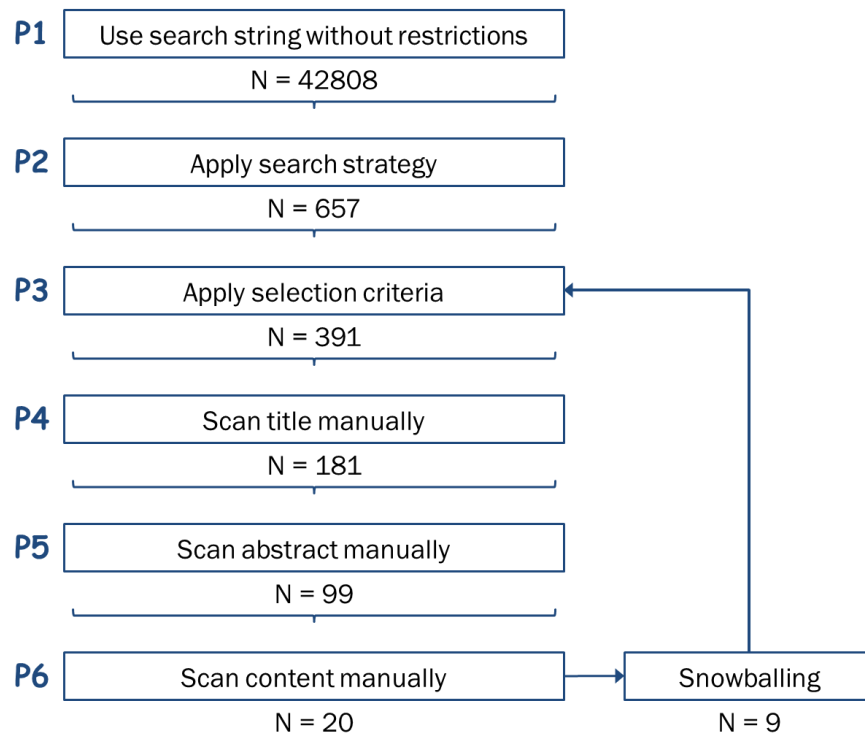 P1 Use search string without restrictions
N = 42808
P2 Apply search strategy
N = 657
P3 Apply selection criteria
N = 391
P4 Scan title manually
N = 181
P5 Scan abstract manually
N = 99
P6 Scan content manually Snowballing
N = 20 N = 9